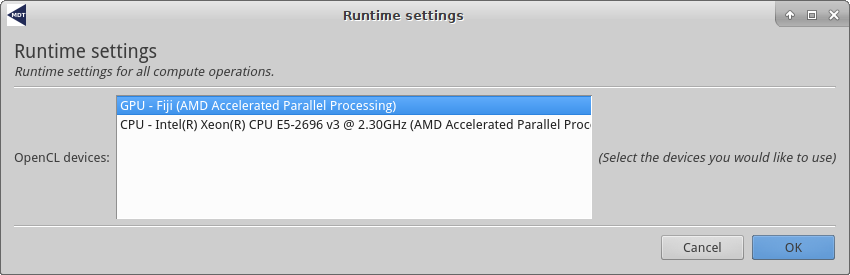 MDT
Runtime settings
Runtime settings
Runtime settings for all compute operations.
GPU - Fiji (AMD Accelerated Parallel Processing)
CPU - Intel(R) Xeon(R) CPU E5-2696 v3 @ 2.30GHz (AMD Accelerated Parallel Proc
OpenCL devices:
(Select the devices you would like to use)
Cancel
OK